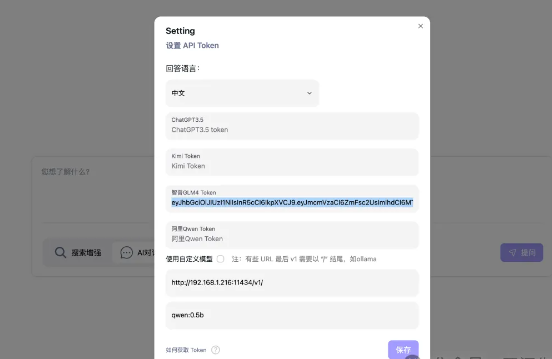 Setting
设置 API Token
回答语言：
中文
ChatGPT3.5
ChatGPT3.5 token
Kimi Token
Kimi Token
智普GLM4 Token
阿里Qwen Token
阿里Qwen Token
使用自定义模型 注：有些 URL 最后 v1 需要以 '/' 结尾，如ollama
http://192.168.1.216:11434/v1/
qwen:0.5b
如何获取 Token ?
保存
您想了解什么?
搜索增强
AI对
提问